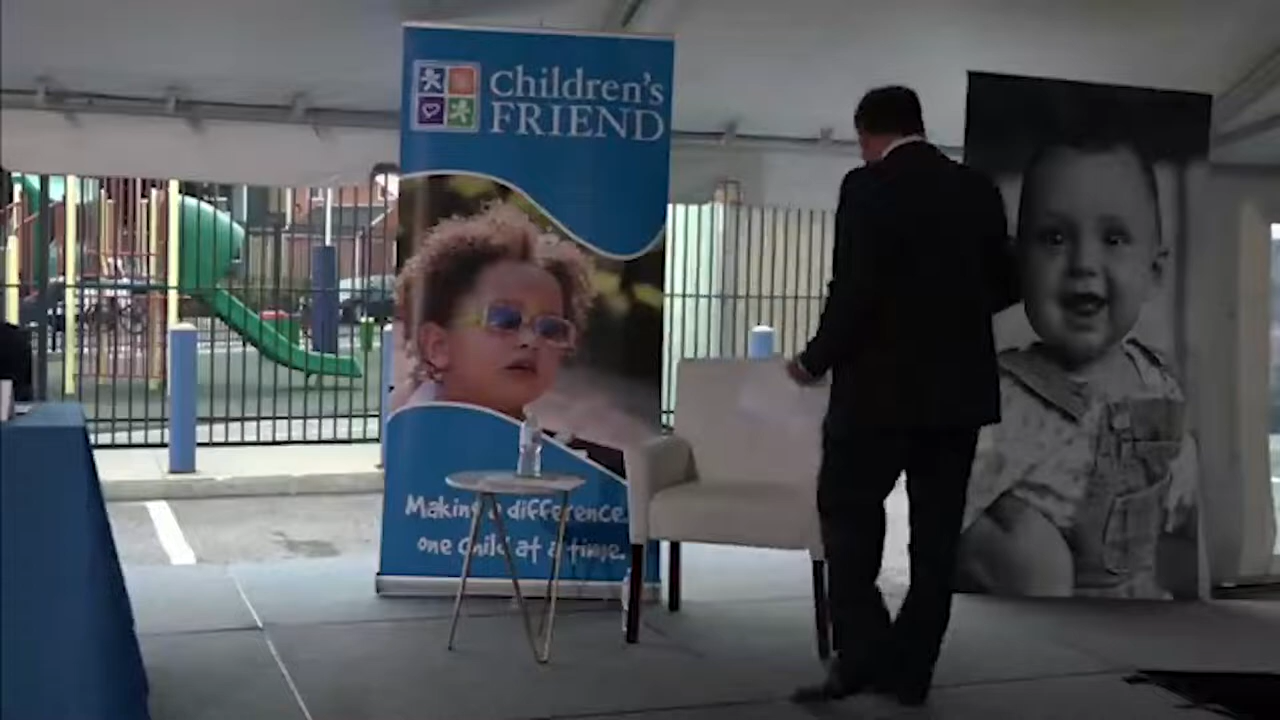 Children's
FRIEND
Making a difference.
one child at a time.